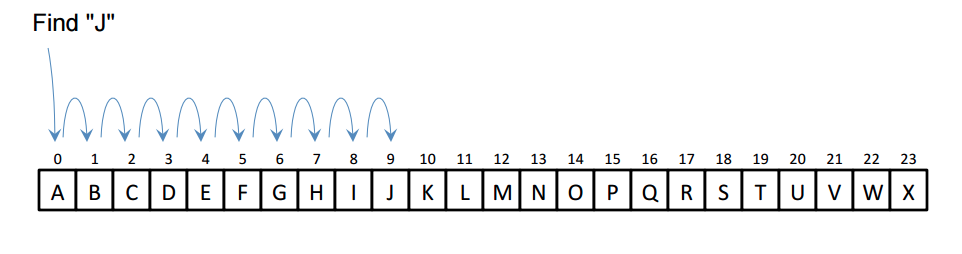 Find "J"
0 1 2 3 4 5 6 7 8 9 10 11 12 13 14 15 16 17 18 19 20 21 22 23
A B C D E F G H I J K L M N O P Q R S T U V W X